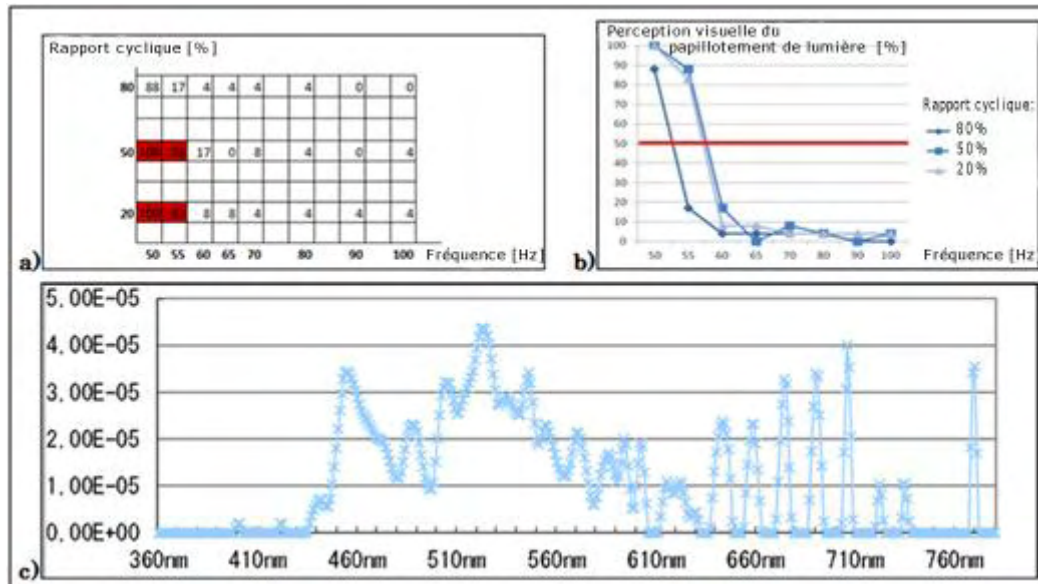 Rapport cyclique [%]
80 88 17 4 4 4 4 0 0
50 17 0 8 4 0 4
20 8 8 4 4 4 4
50 55 60 65 70 80 90 100
Fréquence [Hz]
a)
Perception visuelle du
papillotement de lumière [%]
100
90
80
70
60
50
40
30
20
10
0
50 55 60 65 70 80 90 100
Fréquence [Hz]
Rapport cyclique:
80%
50%
20%
b)
5.00E-05
4.00E-05
3.00E-05
2.00E-05
1.00E-05
0.00E+00
360nm 410nm 460nm 510nm 560nm 610nm 660nm 710nm 760nm
c)